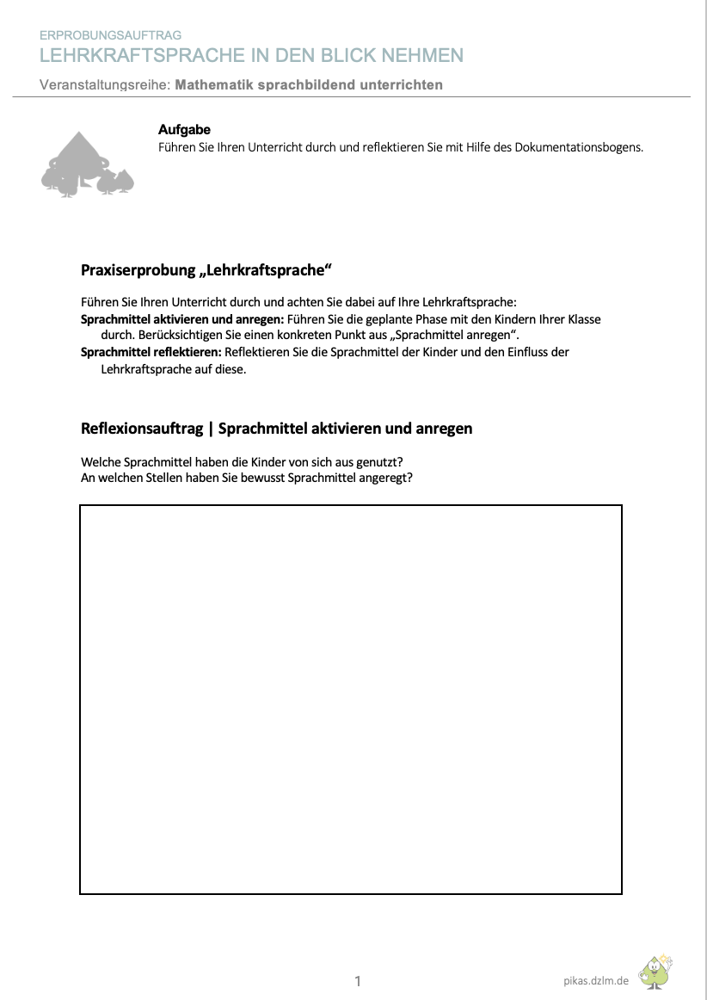 ERPROBUNGSAUFTRAG
LEHRKRAFTSPRACHE IN DEN BLICK NEHMEN
Veranstaltungsreihe: Mathematik sprachbildend unterrichten
Aufgabe
Führen Sie Ihren Unterricht durch und reflektieren Sie mit Hilfe des Dokumentationsbogens.
Praxiserprobung „Lehrkraftsprache“
Führen Sie Ihren Unterricht durch und achten Sie dabei auf Ihre Lehrkraftsprache:
Sprachmittel aktivieren und anregen: Führen Sie die geplante Phase mit den Kindern Ihrer Klasse
durch. Berücksichtigen Sie einen konkreten Punkt aus „Sprachmittel anregen“.
Sprachmittel reflektieren: Reflektieren Sie die Sprachmittel der Kinder und den Einfluss der
Lehrkraftsprache auf diese.
Reflexionsauftrag | Sprachmittel aktivieren und anregen
Welche Sprachmittel haben die Kinder von sich aus genutzt?
An welchen Stellen haben Sie bewusst Sprachmittel angeregt?
1
pikas.dzlm.de